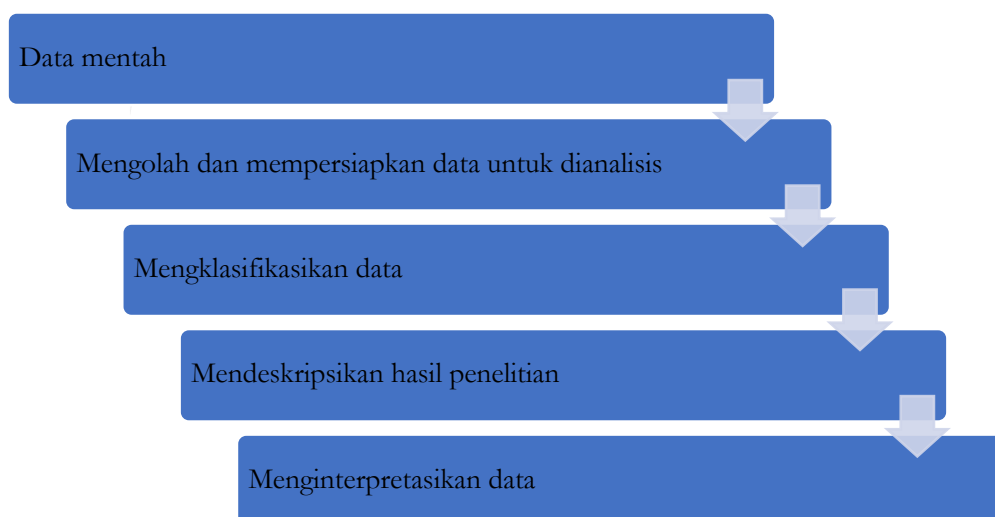 Data mentah
Mengolah dan mempersiapkan data untuk dianalisis
Mengklasifikasikan data
Mendeskripsikan hasil penelitian
Menginterpretasikan data